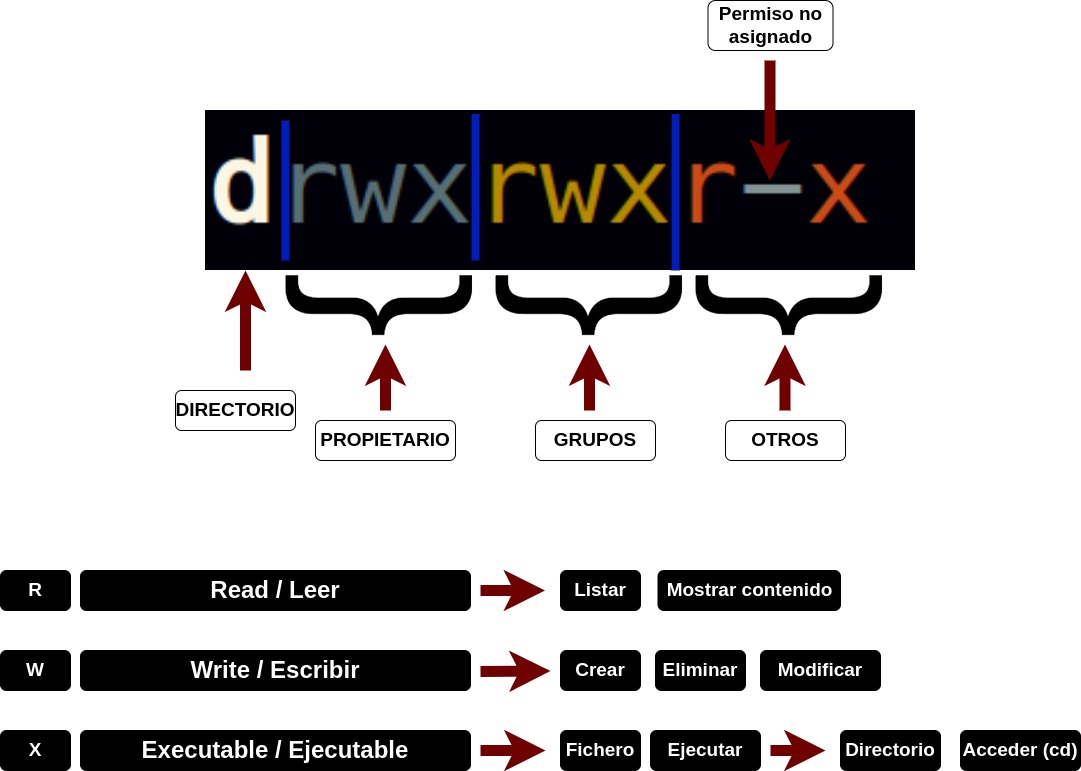 Permiso no
asignado
drwxrwxr-x
DIRECTORIO
PROPIETARIO
GRUPOS
OTROS
R Read / Leer Listar Mostrar contenido
W Write / Escribir Crear Eliminar Modificar
X Executable / Ejecutable Fichero Ejecutar Directorio Acceder (cd)